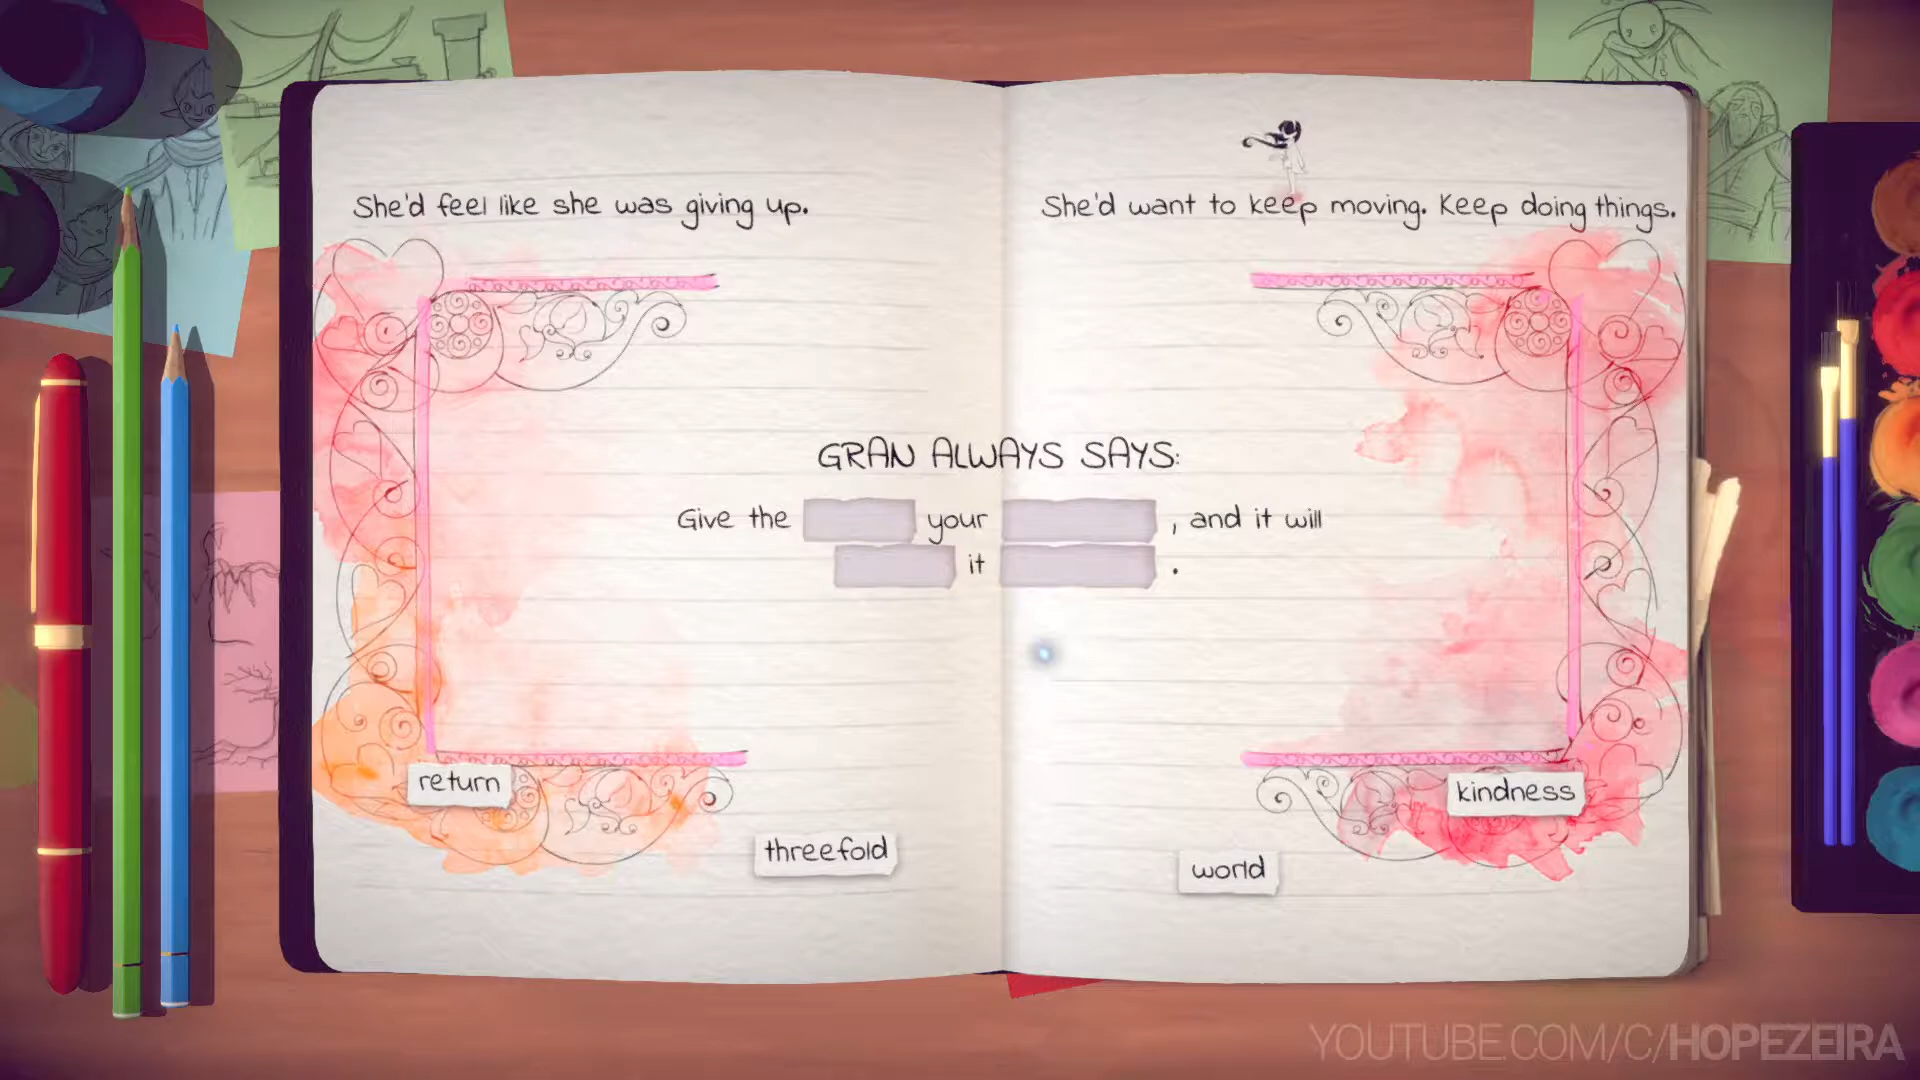 She'd feel like she was giving up.
She'd want to keep moving. Keep doing things.
GRAN ALWAYS SAYS:
Give the your , and it will
it .
return
kindness
threefold
world
YOUTUBE.COM/C/HOPEZEIRA